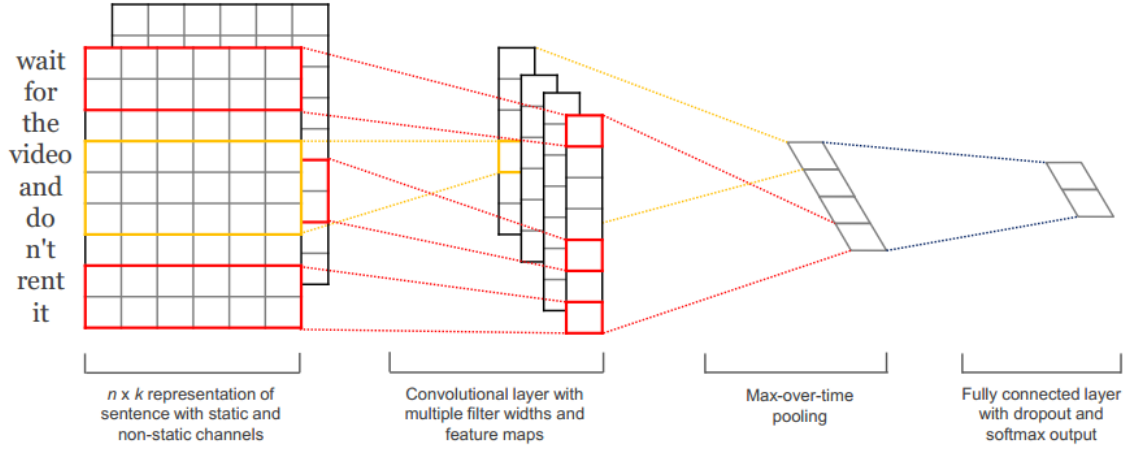 wait
for
the
video
and
do
n't
rent
it
n x k representation of
sentence with static and
non-static channels
Convolutional layer with
multiple filter widths and
feature maps
Max-over-time
pooling
Fully connected layer
with dropout and
softmax output